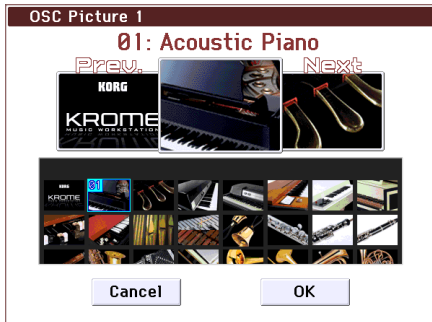 OSC Picture 1
01: Acoustic Piano
Prev.
Next
KORG
KROME
MUSIC WORKSTATION
01
KORG
KROME
Cancel
OK